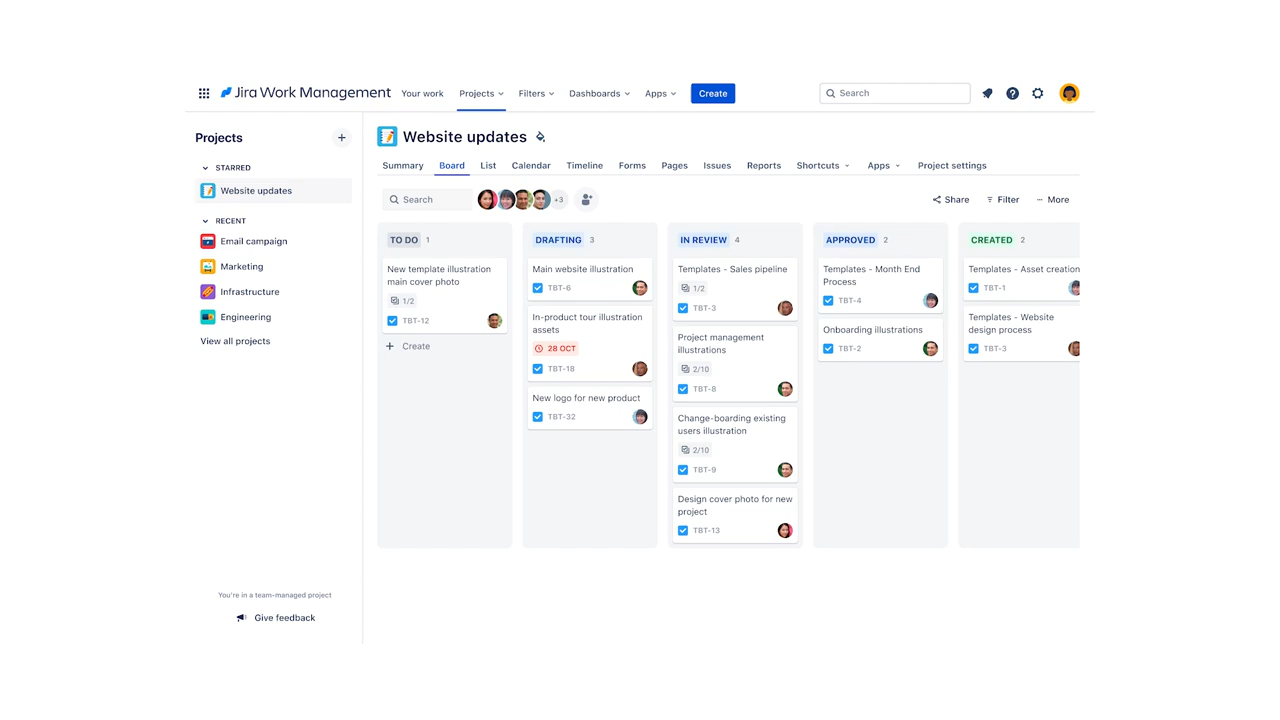 Jira Work Management
Your work
Projects
Filters
Dashboards
Apps
Create
Search
Projects
STARRED
Website updates
RECENT
Email campaign
Marketing
Infrastructure
Engineering
View all projects
You're in a team-managed project
Give feedback
Website updates
Summary
Board
List
Calendar
Timeline
Forms
Pages
Issues
Reports
Shortcuts
Apps
Project settings
Search
+3
Share
Filter
More
TO DO 1
New template illustration
main cover photo
1/2
TBT-12
Create
DRAFTING 3
Main website illustration
TBT-6
In-product tour illustration
assets
28 OCT
TBT-18
New logo for new product
TBT-32
IN REVIEW 4
Templates - Sales pipeline
1/2
TBT-3
Project management
illustrations
2/10
TBT-8
Change-boarding existing
users illustration
2/10
TBT-9
Design cover photo for new
project
TBT-13
APPROVED 2
Templates - Month End
Process
TBT-4
Onboarding illustrations
TBT-2
CREATED 2
Templates - Asset creation
TBT-1
Templates - Website
design process
TBT-3